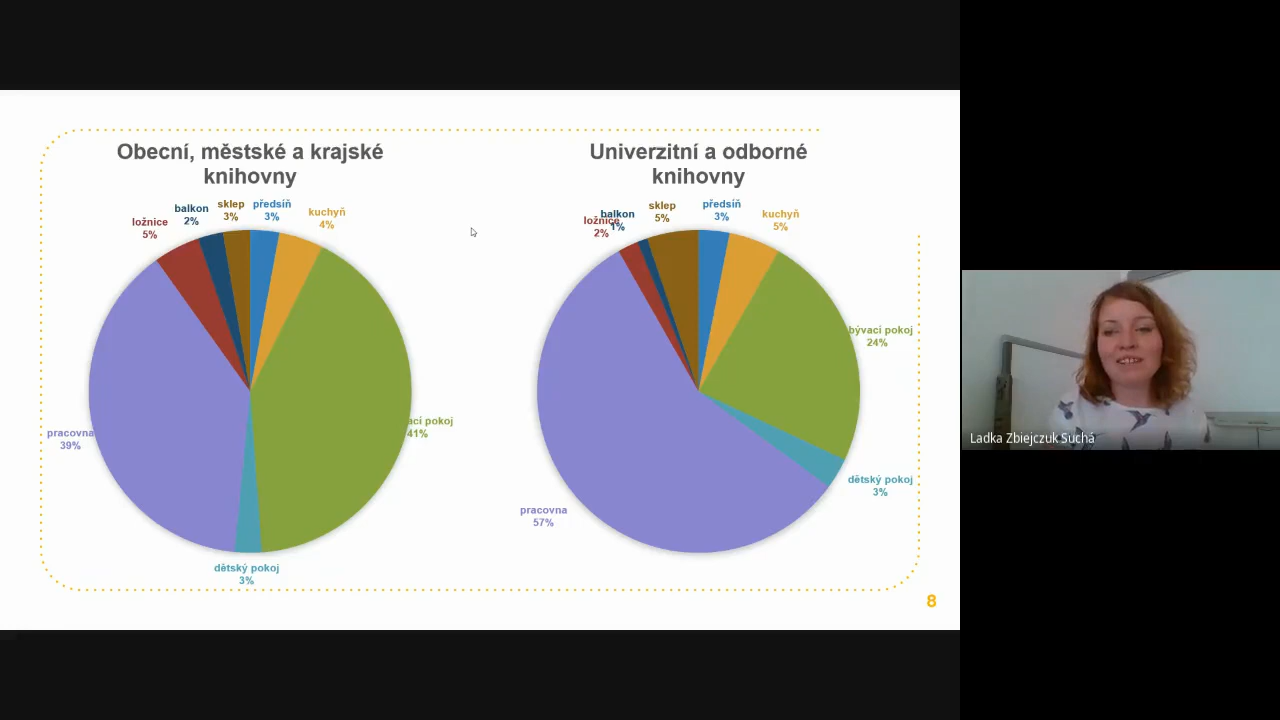 Obecní, městské a krajské
knihovny
předsíň
3%
kuchyň
4%
pokoj
41%
dětský pokoj
3%
pracovna
39%
ložnice
5%
balkon
2%
sklep
3%
Univerzitní a odborné
knihovny
předsíň
3%
kuchyň
5%
bývací pokoj
24%
dětský pokoj
3%
pracovna
57%
ložnice
2%
balkon
1%
sklep
5%
8
Ladka Zbiejczuk Suchá